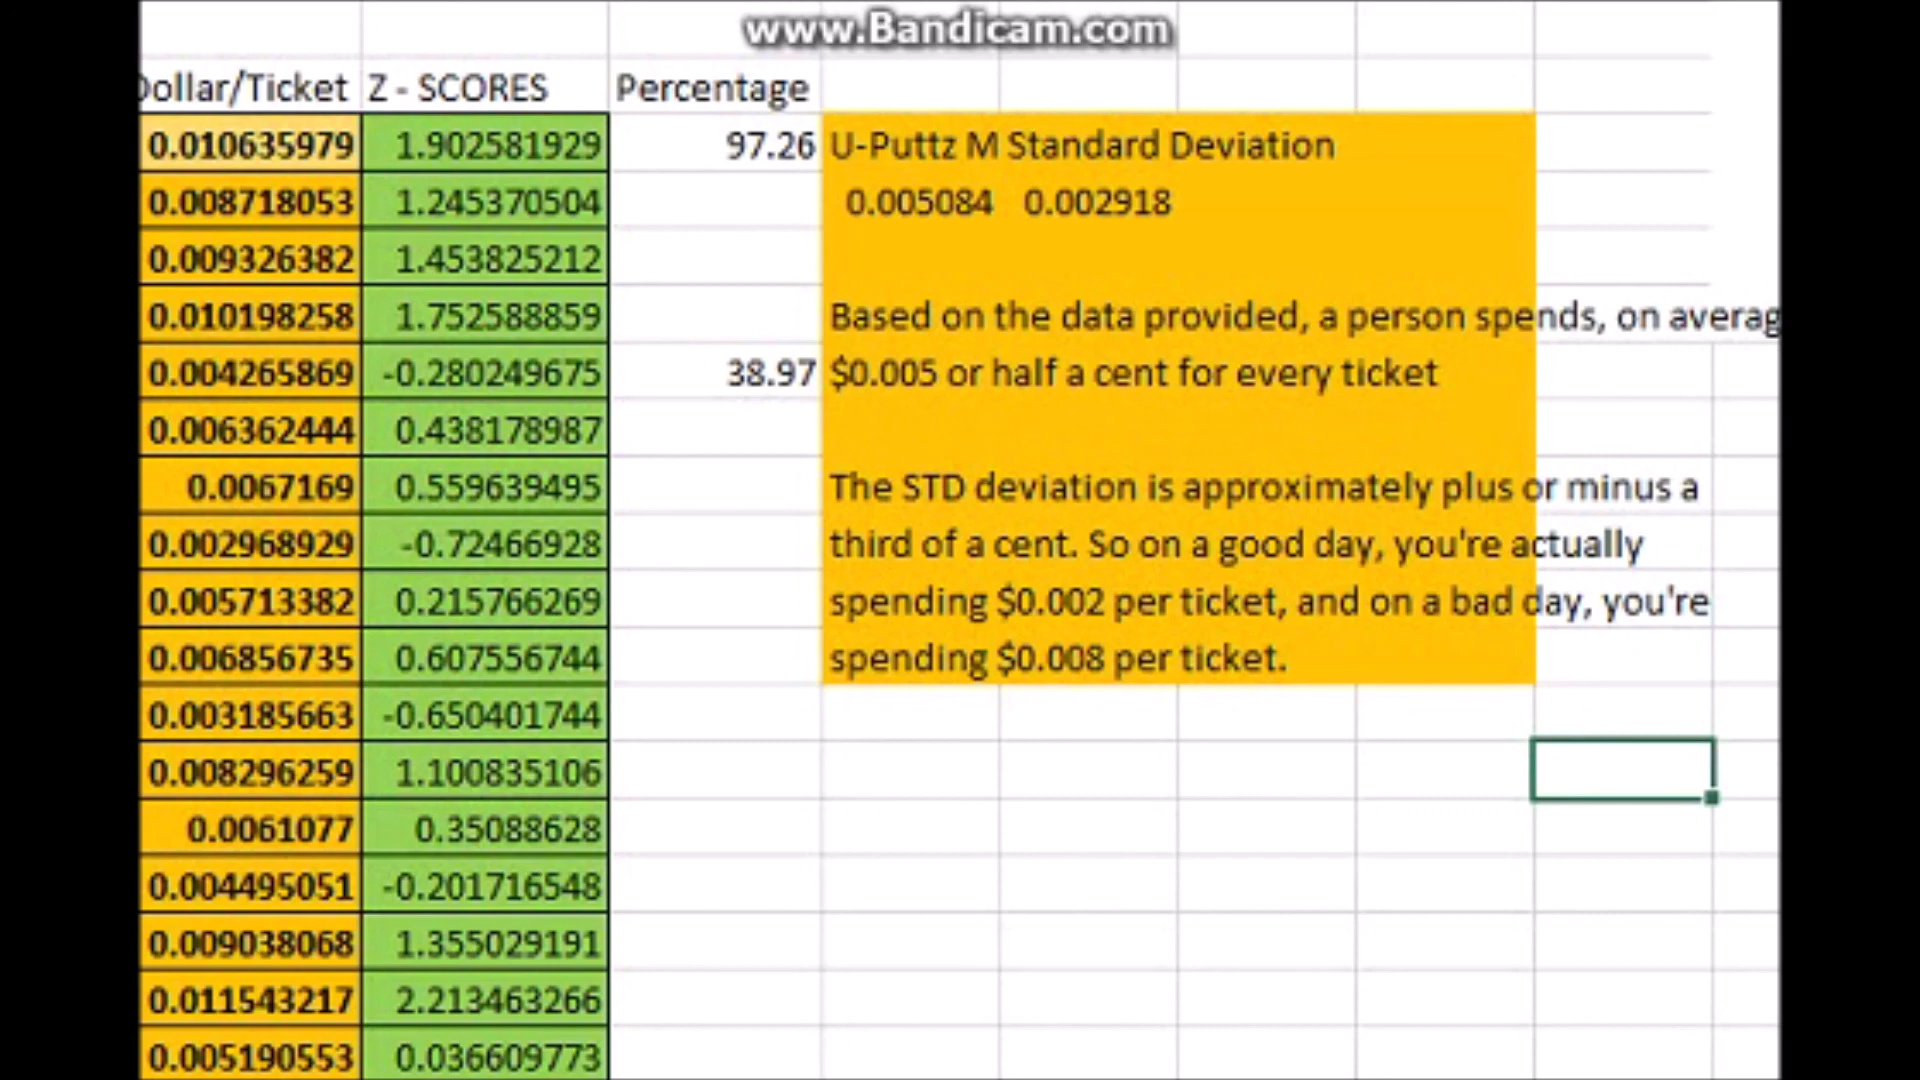 www.Bandicam.com
Dollar/Ticket Z - SCORES Percentage
0.010635979 1.902581929 97.26 U-Puttz M Standard Deviation
0.008718053 1.245370504 0.005084 0.002918
0.009326382 1.453825212
0.010198258 1.752588859 Based on the data provided, a person spends, on averag
0.004265869 -0.280249675 38.97 $0.005 or half a cent for every ticket
0.006362444 0.438178987
0.0067169 0.559639495 The STD deviation is approximately plus or minus a
0.002968929 -0.72466928 third of a cent. So on a good day, you're actually
0.005713382 0.215766269 spending $0.002 per ticket, and on a bad day, you're
0.006856735 0.607556744 spending $0.008 per ticket.
0.003185663 -0.650401744
0.008296259 1.100835106
0.0061077 0.35088628
0.004495051 -0.201716548
0.009038068 1.355029191
0.011543217 2.213463266
0.005190553 0.036609773